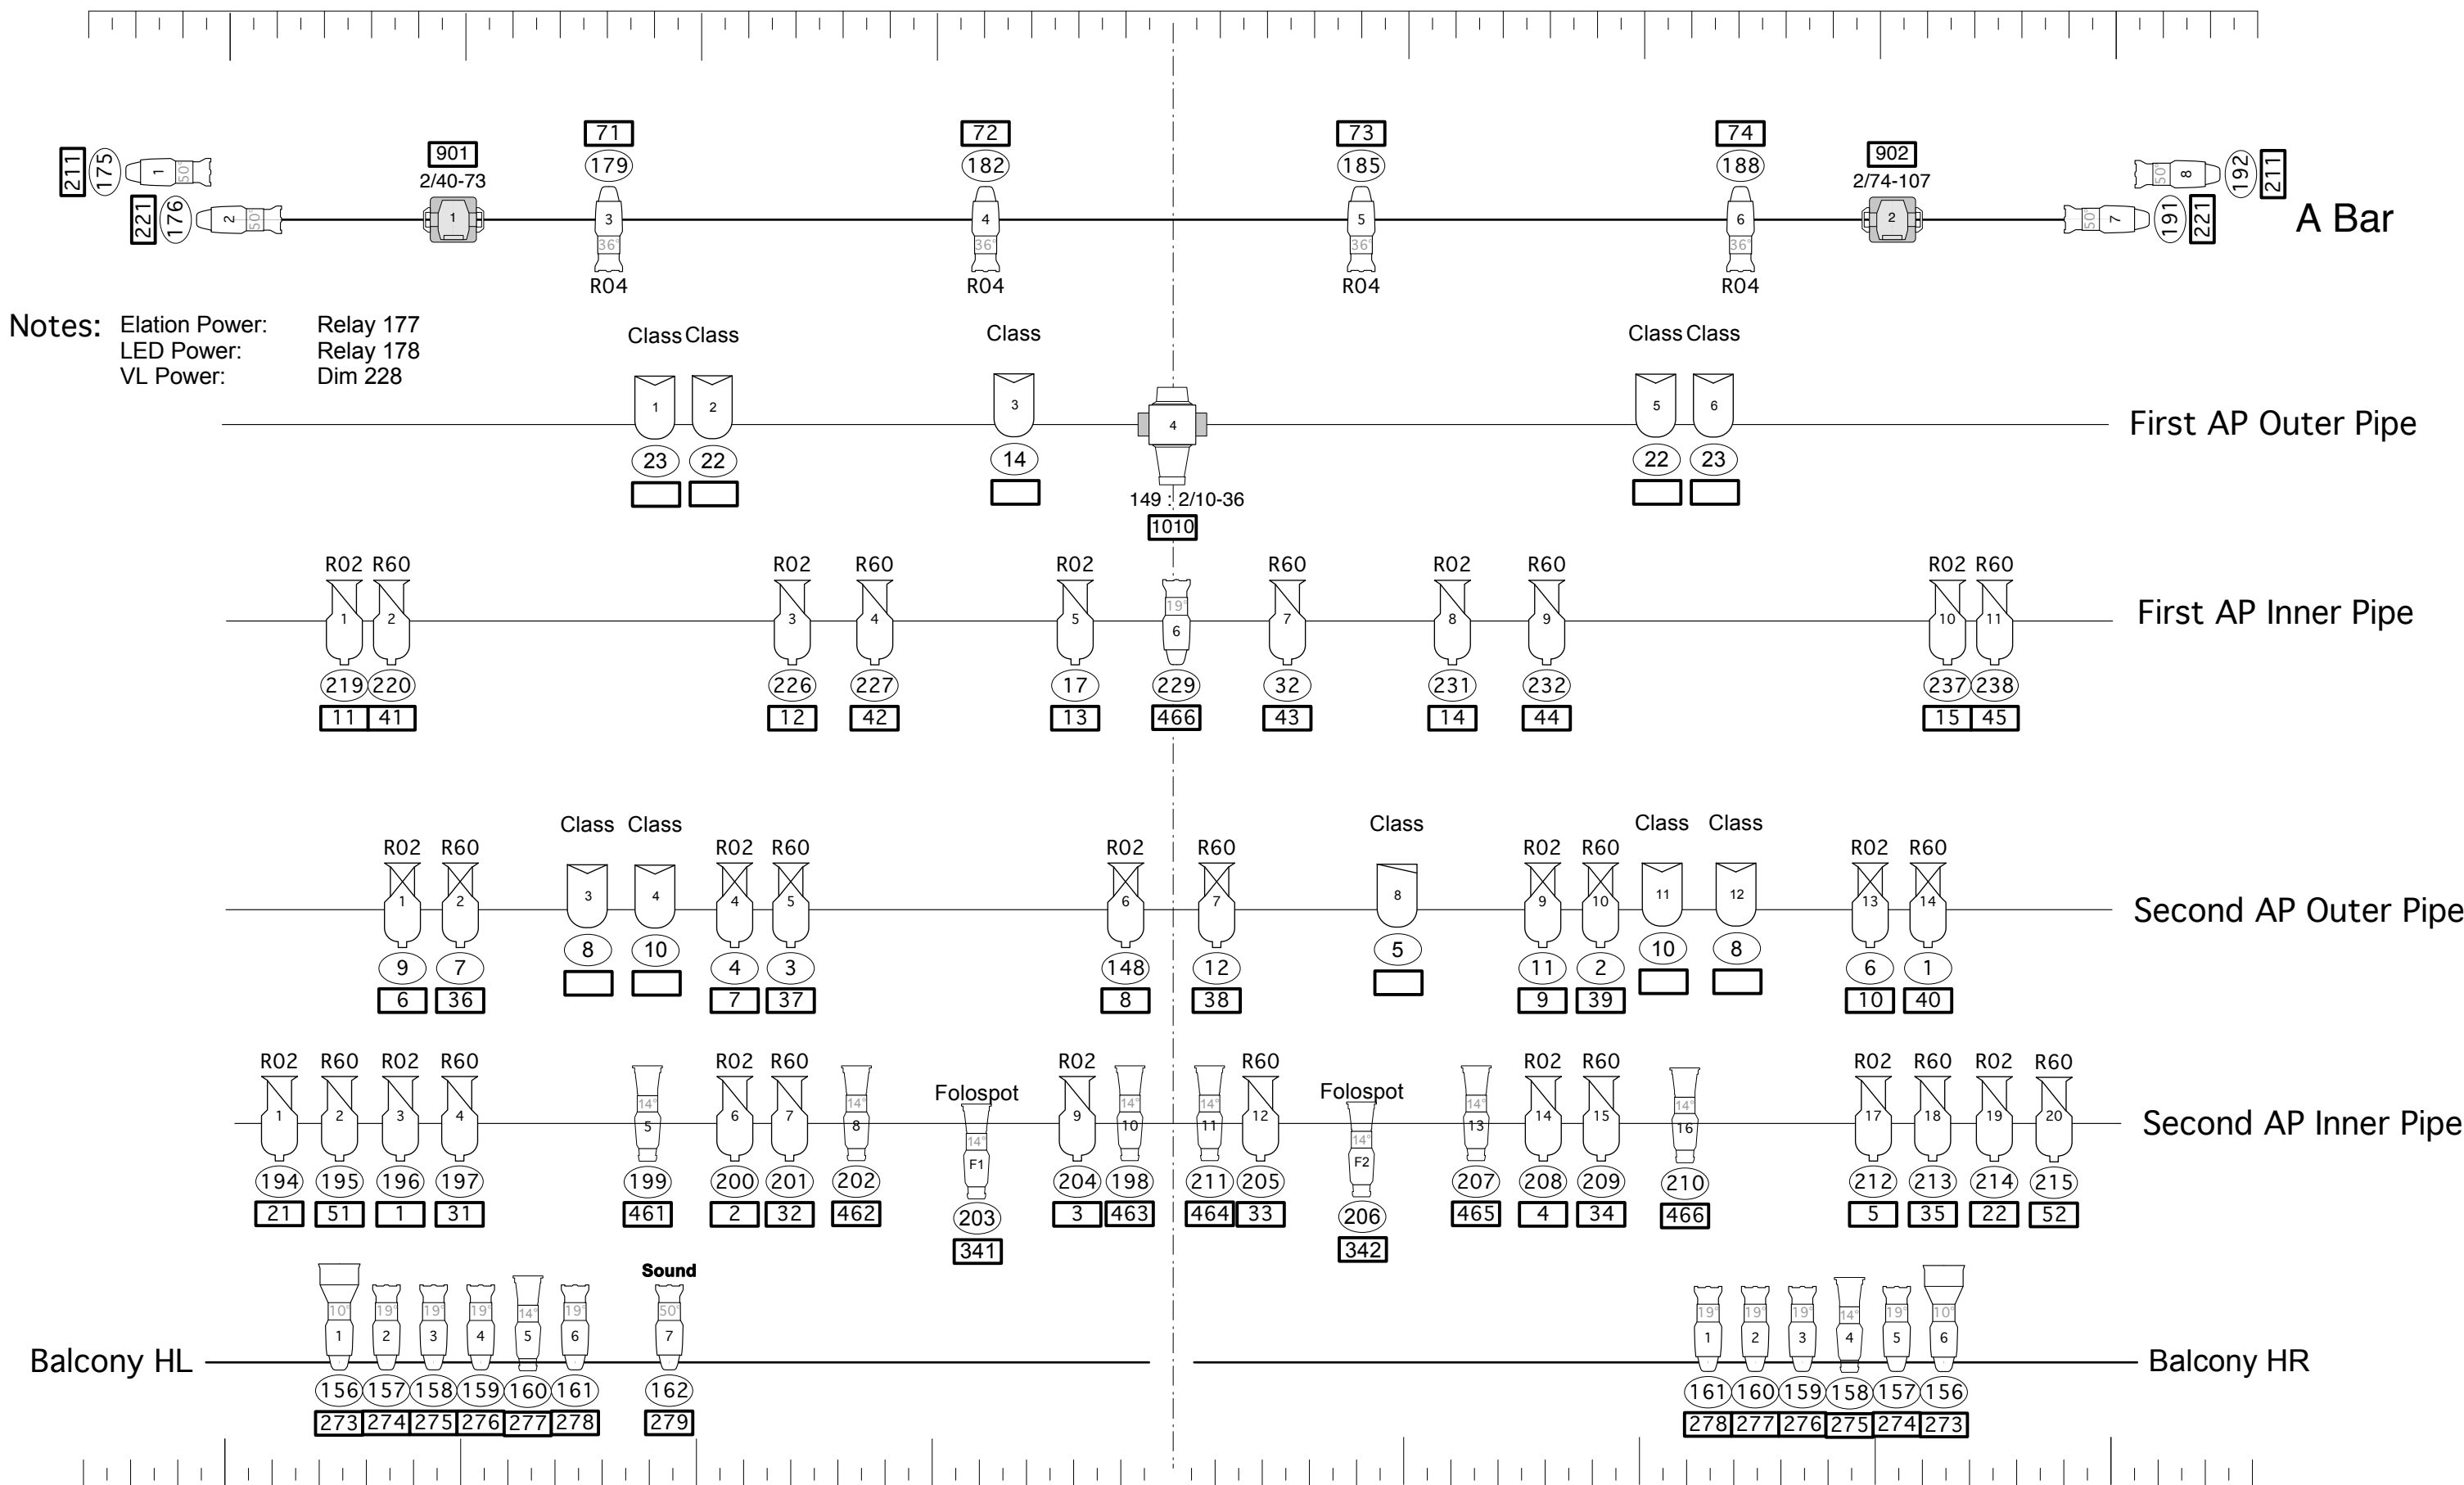 71 72 73 74
901 902
179 182 185 188
2/40-73 2/74-107
211 175 1 50° 50° 8 192 211
221 176 2 50° 1 3 4 5 6 2 50° 7 191 221 A Bar
36° 36° 36° 36°
R04 R04 R04 R04
Notes: Elation Power: Relay 177
LED Power: Relay 178
VL Power: Dim 228
Class Class Class Class Class
1 2 3 4 5 6 First AP Outer Pipe
23 22 14 22 23
149 : 2/10-36
1010
R02 R60 R02 R60 R02 R60 R02 R60 R02 R60
19°
1 2 3 4 5 6 7 8 9 10 11 First AP Inner Pipe
219 220 226 227 17 229 32 231 232 237 238
11 41 12 42 13 466 43 14 44 15 45
Class Class Class Class Class
R02 R60 R02 R60 R02 R60 R02 R60 R02 R60
1 2 3 4 4 5 6 7 8 9 10 11 12 13 14 Second AP Outer Pipe
9 7 8 10 4 3 148 12 5 11 2 10 8 6 1
6 36 7 37 8 38 9 39 10 40
R02 R60 R02 R60 R02 R60 Folospot R02 R60 Folospot R02 R60 R02 R60 R02 R60
14° 14° 14° 14° 14° 14° 14° 14°
1 2 3 4 5 6 7 8 F1 9 10 11 12 F2 13 14 15 16 17 18 19 20 Second AP Inner Pipe
194 195 196 197 199 200 201 202 203 204 198 211 205 206 207 208 209 210 212 213 214 215
21 51 1 31 461 2 32 462 341 3 463 464 33 342 465 4 34 466 5 35 22 52
Sound
10° 19° 19° 19° 14° 19° 50° 19° 19° 19° 14° 19° 10°
1 2 3 4 5 6 7 1 2 3 4 5 6
Balcony HL Balcony HR
156 157 158 159 160 161 162 161 160 159 158 157 156
273 274 275 276 277 278 279 278 277 276 275 274 273